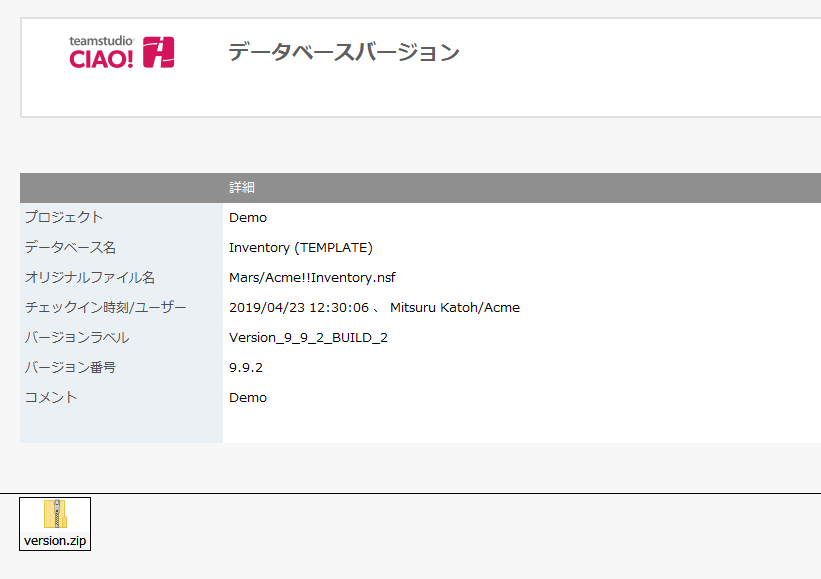 teamstudio
CIAO!
データベースバージョン
詳細
プロジェクト Demo
データベース名 Inventory (TEMPLATE)
オリジナルファイル名 Mars/Acme!!Inventory.nsf
チェックイン時刻/ユーザー 2019/04/23 12:30:06 、 Mitsuru Katoh/Acme
バージョンラベル Version_9_9_2_BUILD_2
バージョン番号 9.9.2
コメント Demo
version.zip